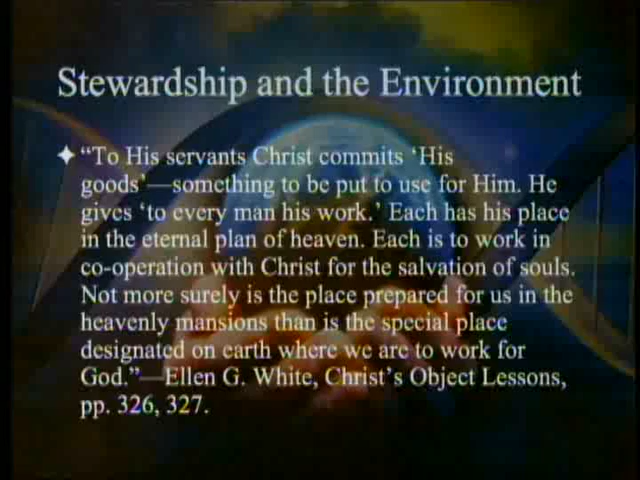 Stewardship and the Environment
“To His servants Christ commits ‘His
goods’—something to be put to use for Him. He
gives ‘to every man his work.’ Each has his place
in the eternal plan of heaven. Each is to work in
co-operation with Christ for the salvation of souls.
Not more surely is the place prepared for us in the
heavenly mansions than is the special place
designated on earth where we are to work for
God.”—Ellen G. White, Christ’s Object Lessons,
pp. 326, 327.